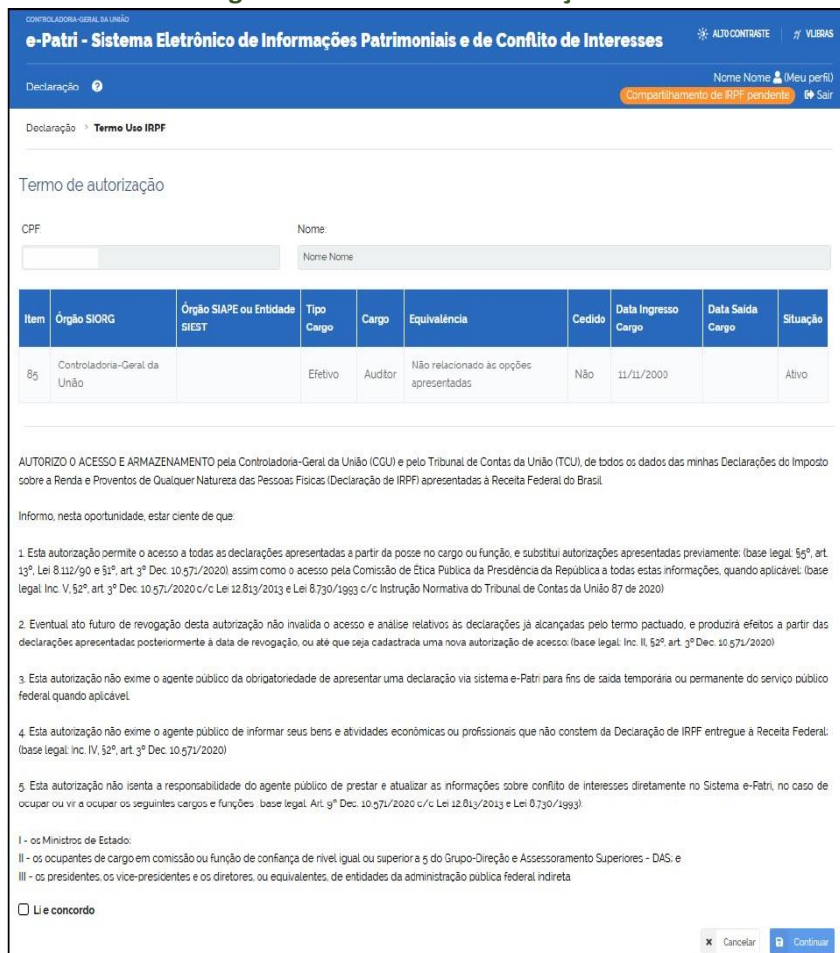 CONTROLADORIA-GERAL DA UNIÃO
e-Patri - Sistema Eletrônico de Informações Patrimoniais e de Conflito de Interesses
ALTO CONTRASTE
VLIBRAS
Declaração
Nome Nome (Meu perfil)
Compartilhamento de IRPF pendente Sair
Declaração > Termo Uso IRPF
Termo de autorização
CPF
Nome
Nome Nome
Item Órgão SIORG Órgão SIAPE ou Entidade SIEST Tipo Cargo Cargo Equivalência Cedido Data Ingresso Cargo Data Saída Cargo Situação
85 Controladoria-Geral da União Efetivo Auditor Não relacionado às opções apresentadas Não 11/11/2000 Ativo
AUTORIZO O ACESSO E ARMAZENAMENTO pela Controladoria-Geral da União (CGU) e pelo Tribunal de Contas da União (TCU), de todos os dados das minhas Declarações do Imposto
sobre a Renda e Proventos de Qualquer Natureza das Pessoas Físicas (Declaração de IRPF) apresentadas à Receita Federal do Brasil.
Informo, nesta oportunidade, estar ciente de que:
1. Esta autorização permite o acesso a todas as declarações apresentadas a partir da posse no cargo ou função, e substitui autorizações apresentadas previamente; (base legal: §5º, art.
13º, Lei 8.112/90 e §1º, art. 3º Dec. 10.571/2020), assim como o acesso pela Comissão de Ética Pública da Presidência da República a todas estas informações, quando aplicável; (base
legal: Inc. V, §2º, art. 3º Dec. 10.571/2020 c/c Lei 12.813/2013 e Lei 8.730/1993 c/c Instrução Normativa do Tribunal de Contas da União 87 de 2020)
2. Eventual ato futuro de revogação desta autorização não invalida o acesso e análise relativos às declarações já alcançadas pelo termo pactuado, e produzirá efeitos a partir das
declarações apresentadas posteriormente à data de revogação, ou até que seja cadastrada uma nova autorização de acesso; (base legal: Inc. II, §2º, art. 3º Dec. 10.571/2020)
3. Esta autorização não exime o agente público da obrigatoriedade de apresentar uma declaração via sistema e-Patri para fins de saída temporária ou permanente do serviço público
federal quando aplicável.
4. Esta autorização não exime o agente público de informar seus bens e atividades econômicas ou profissionais que não constem da Declaração de IRPF entregue à Receita Federal;
(base legal: Inc. IV, §2º, art. 3º Dec. 10.571/2020)
5. Esta autorização não isenta a responsabilidade do agente público de prestar e atualizar as informações sobre conflito de interesses diretamente no Sistema e-Patri, no caso de
ocupar ou vir a ocupar os seguintes cargos e funções : base legal: Art. 9º Dec. 10.571/2020 c/c Lei 12.813/2013 e Lei 8.730/1993).
I - os Ministros de Estado;
II - os ocupantes de cargo em comissão ou função de confiança de nível igual ou superior a 5 do Grupo-Direção e Assessoramento Superiores - DAS; e
III - os presidentes, os vice-presidentes e os diretores, ou equivalentes, de entidades da administração pública federal indireta
Li e concordo
Cancelar
Continuar